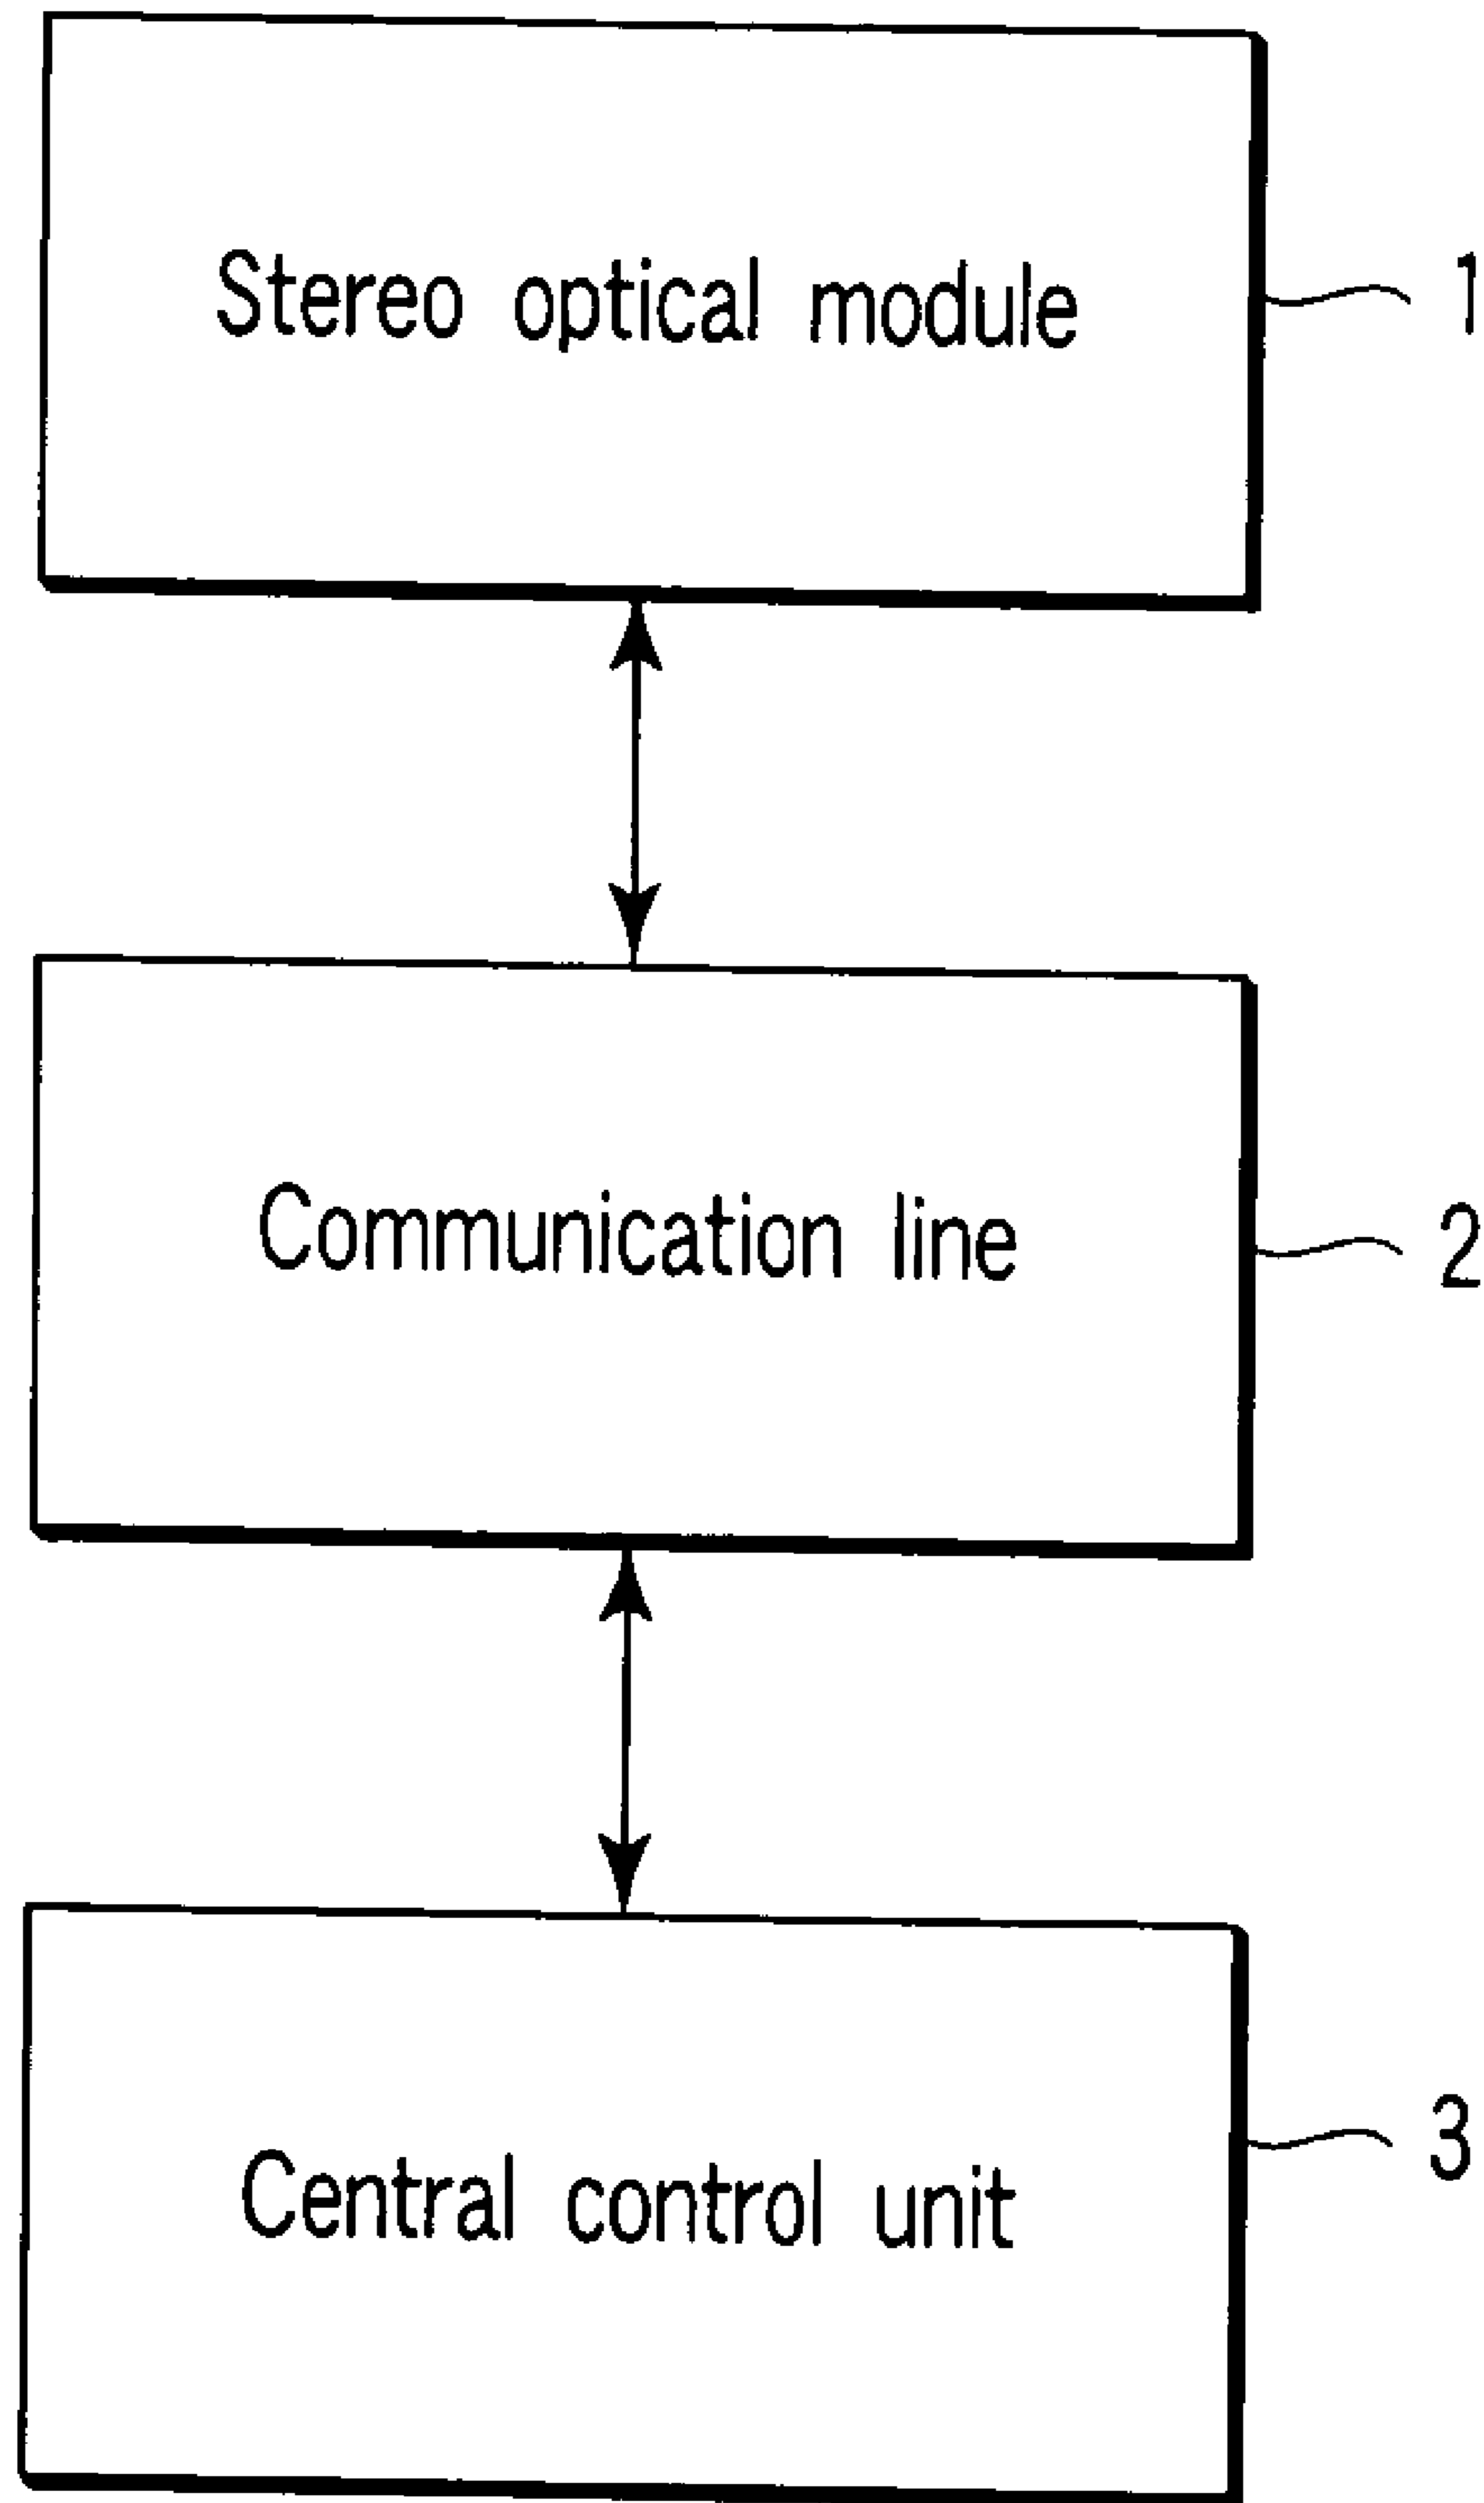 Stereo optical module
1
Communication line
2
Central control unit
3